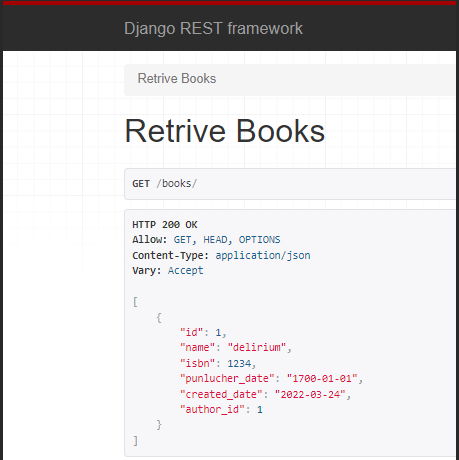 Django REST framework
Retrive Books
Retrive Books
GET /books/
HTTP 200 OK
Allow: GET, HEAD, OPTIONS
Content-Type: application/json
Vary: Accept
[
    {
        "id": 1,
        "name": "delirium",
        "isbn": 1234,
        "punlucher_date": "1700-01-01",
        "created_date": "2022-03-24",
        "author_id": 1
    }
]